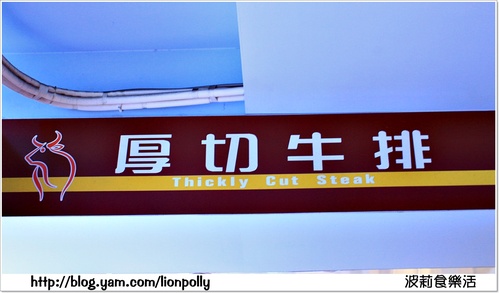 厚切牛排
Thickly Cut Steak
http://blog.yam.com/lionpolly
波莉食樂活